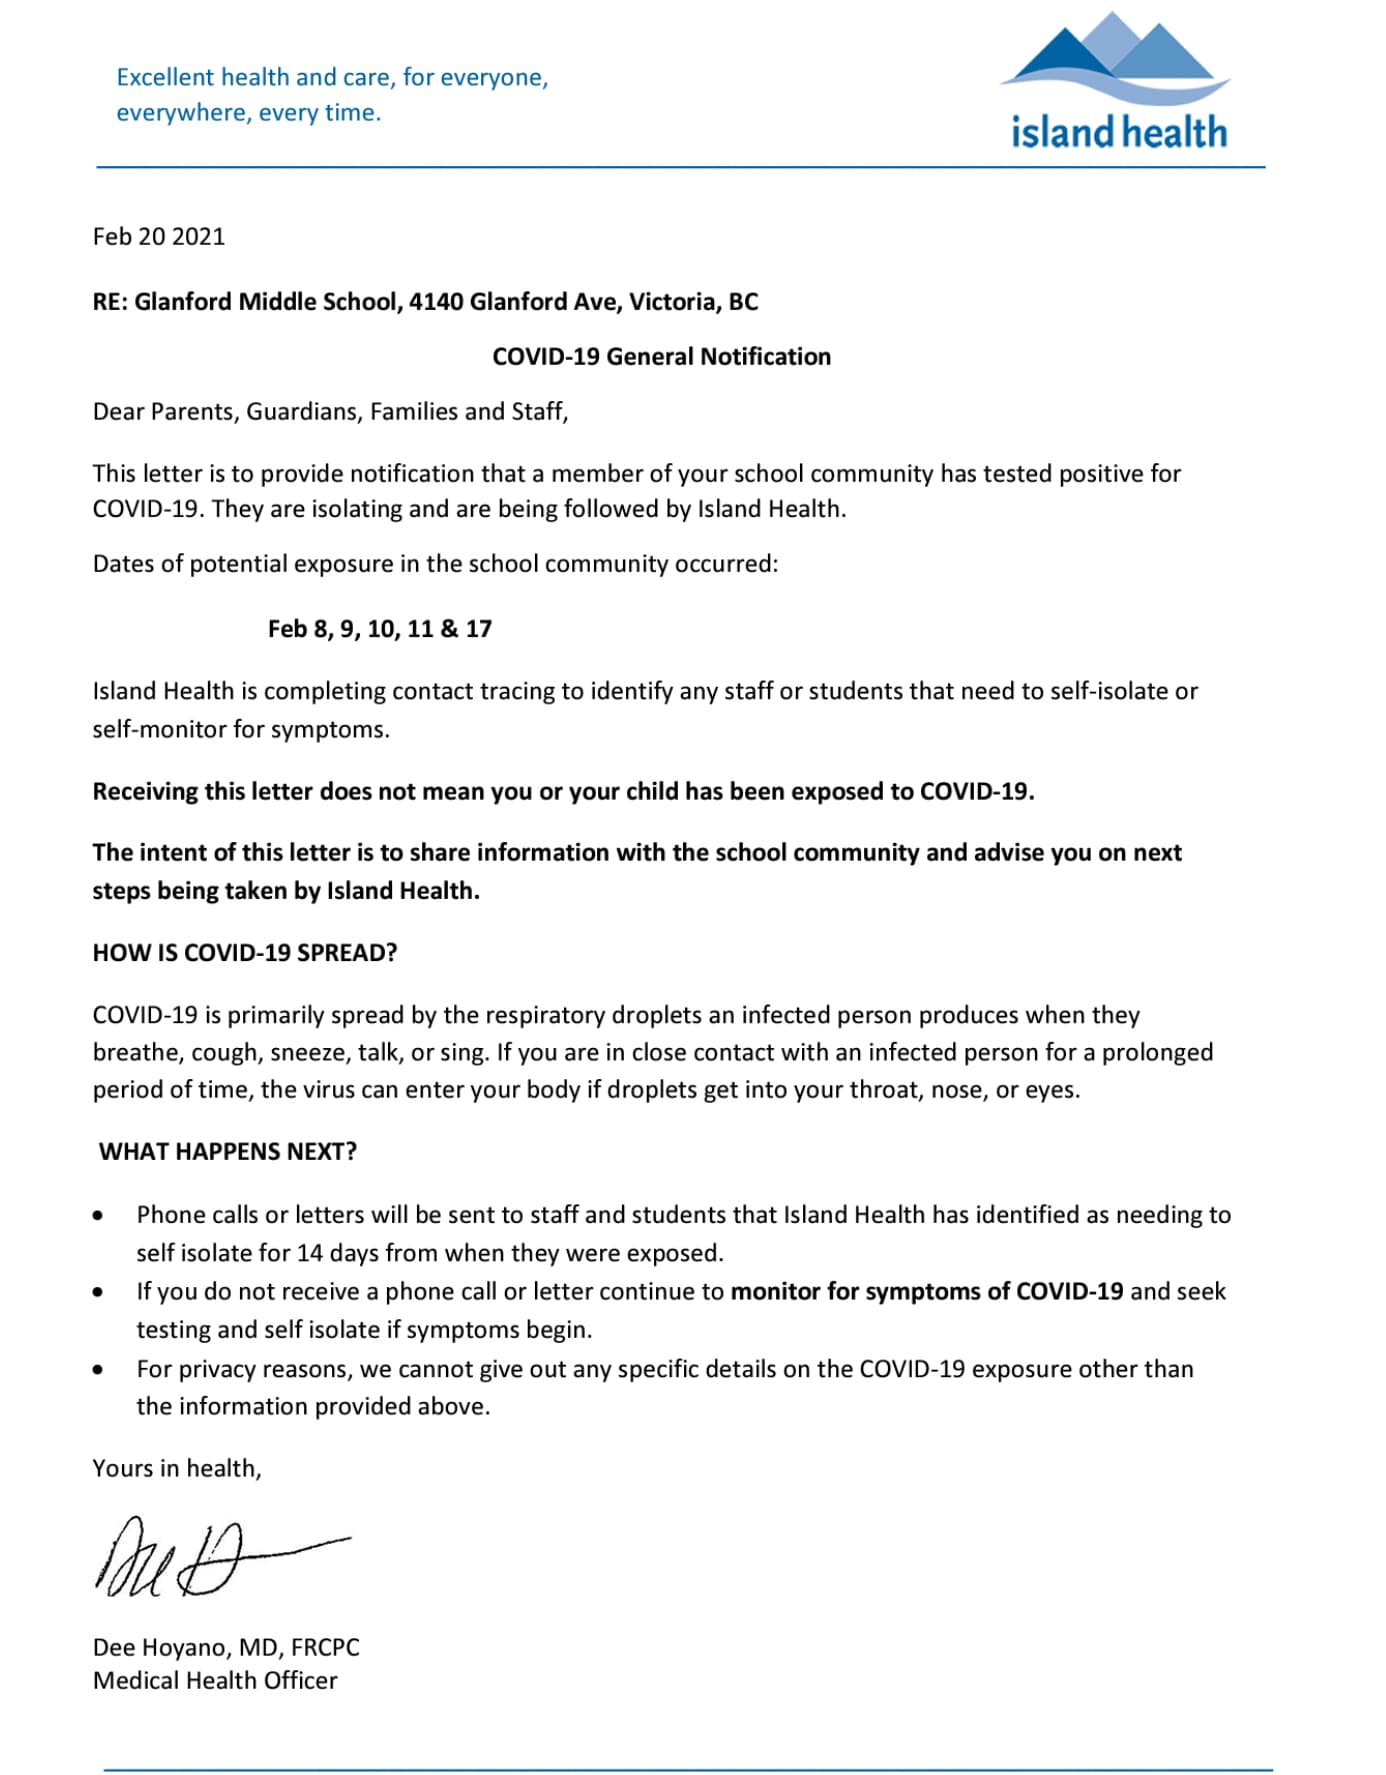 Excellent health and care, for everyone,
everywhere, every time.
island health
Feb 20 2021
RE: Glanford Middle School, 4140 Glanford Ave, Victoria, BC
COVID-19 General Notification
Dear Parents, Guardians, Families and Staff,
This letter is to provide notification that a member of your school community has tested positive for
COVID-19. They are isolating and are being followed by Island Health.
Dates of potential exposure in the school community occurred:
Feb 8, 9, 10, 11 & 17
Island Health is completing contact tracing to identify any staff or students that need to self-isolate or
self-monitor for symptoms.
Receiving this letter does not mean you or your child has been exposed to COVID-19.
The intent of this letter is to share information with the school community and advise you on next
steps being taken by Island Health.
HOW IS COVID-19 SPREAD?
COVID-19 is primarily spread by the respiratory droplets an infected person produces when they
breathe, cough, sneeze, talk, or sing. If you are in close contact with an infected person for a prolonged
period of time, the virus can enter your body if droplets get into your throat, nose, or eyes.
WHAT HAPPENS NEXT?
• Phone calls or letters will be sent to staff and students that Island Health has identified as needing to
self isolate for 14 days from when they were exposed.
• If you do not receive a phone call or letter continue to monitor for symptoms of COVID-19 and seek
testing and self isolate if symptoms begin.
• For privacy reasons, we cannot give out any specific details on the COVID-19 exposure other than
the information provided above.
Yours in health,
Dee Hoyano, MD, FRCPC
Medical Health Officer